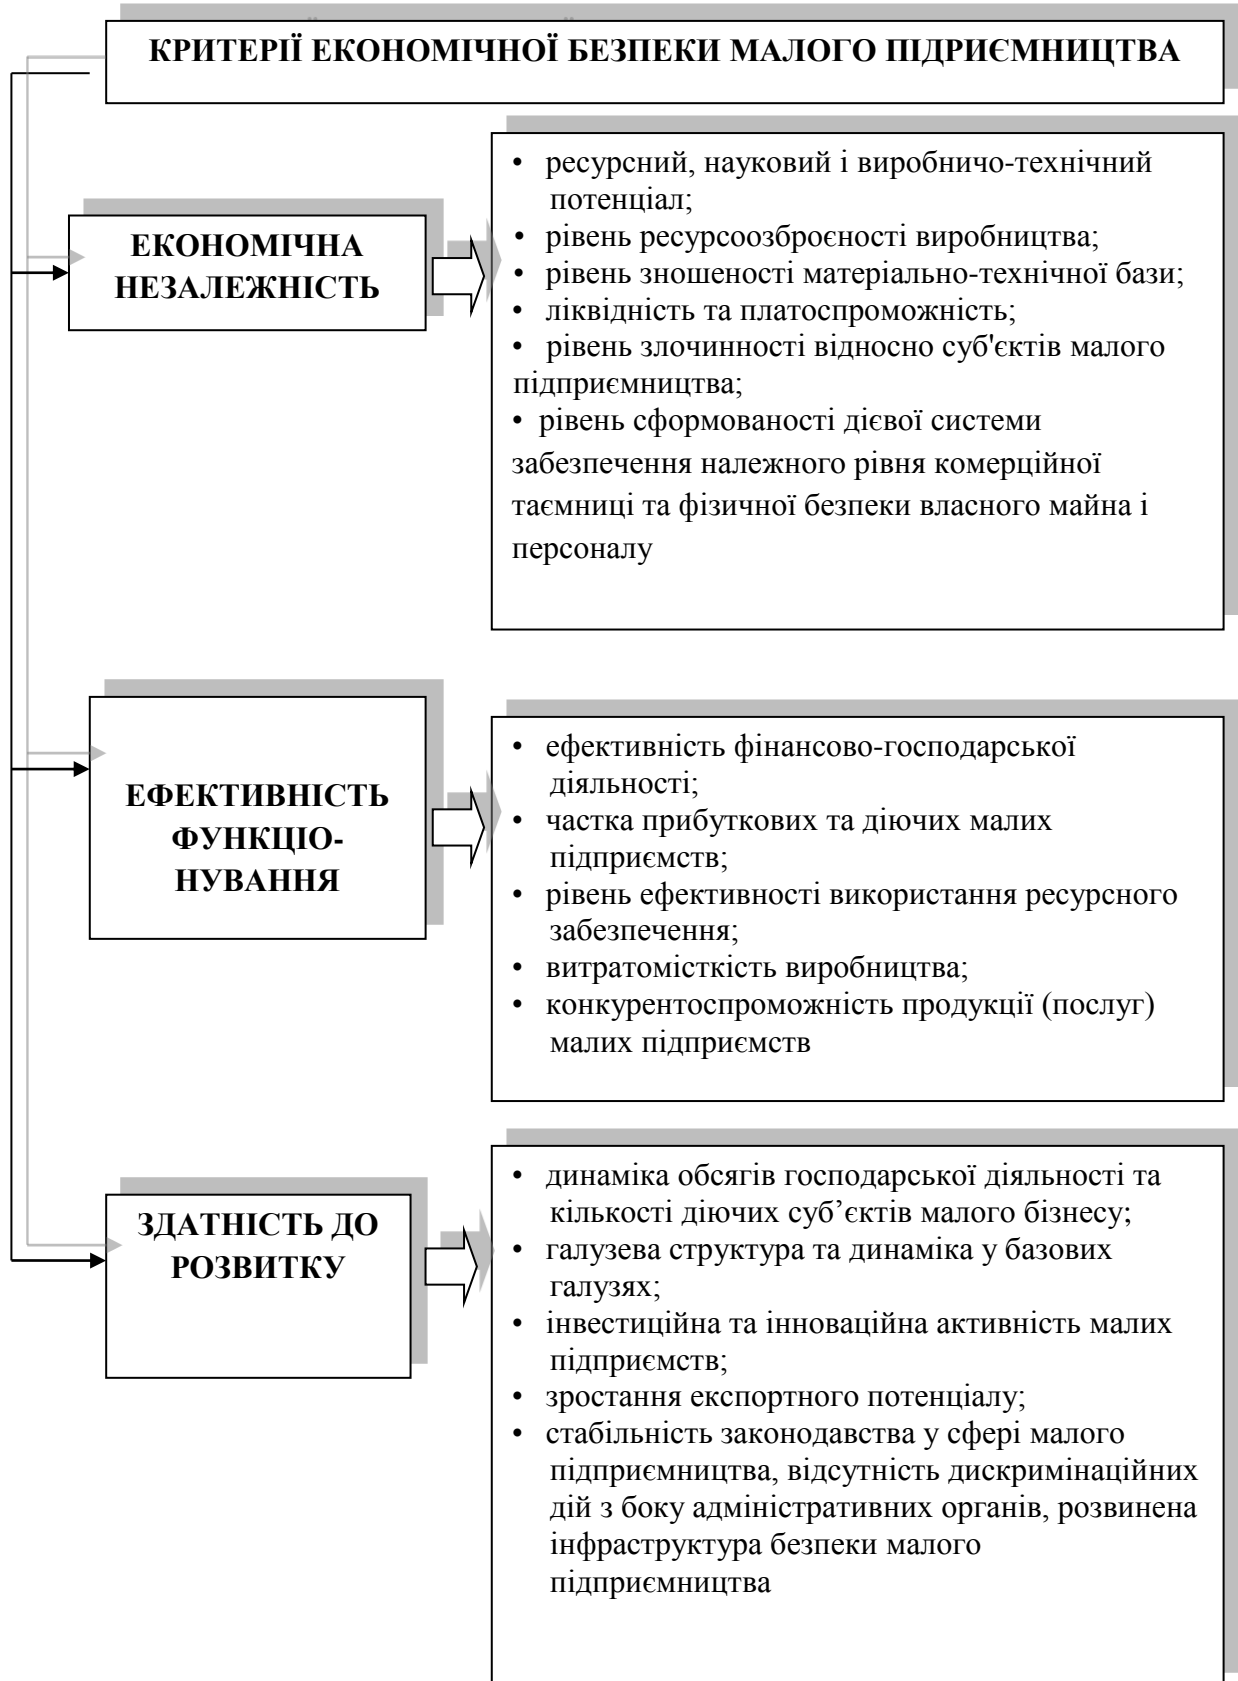 КРИТЕРІЇ ЕКОНОМІЧНОЇ БЕЗПЕКИ МАЛОГО ПІДРИЄМНИЦТВА
ЕКОНОМІЧНА
НЕЗАЛЕЖНІСТЬ
• ресурсний, науковий і виробничо-технічний
потенціал;
• рівень ресурсоозброєності виробництва;
• рівень зношеності матеріально-технічної бази;
• ліквідність та платоспроможність;
• рівень злочинності відносно суб'єктів малого
підприємництва;
• рівень сформованості дієвої системи
забезпечення належного рівня комерційної
таємниці та фізичної безпеки власного майна і
персоналу
ЕФЕКТИВНІСТЬ
ФУНКЦІО-
НУВАННЯ
• ефективність фінансово-господарської
діяльності;
• частка прибуткових та діючих малих
підприємств;
• рівень ефективності використання ресурсного
забезпечення;
• витратомісткість виробництва;
• конкурентоспроможність продукції (послуг)
малих підприємств
ЗДАТНІСТЬ ДО
РОЗВИТКУ
• динаміка обсягів господарської діяльності та
кількості діючих суб’єктів малого бізнесу;
• галузева структура та динаміка у базових
галузях;
• інвестиційна та інноваційна активність малих
підприємств;
• зростання експортного потенціалу;
• стабільність законодавства у сфері малого
підприємництва, відсутність дискримінаційних
дій з боку адміністративних органів, розвинена
інфраструктура безпеки малого
підприємництва